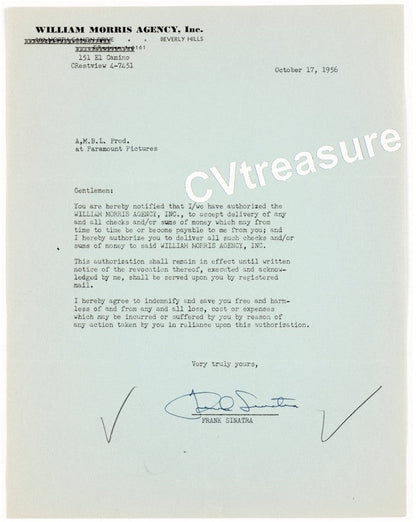 WILLIAM MORRIS AGENCY, Inc.
BEVERLY HILLS
151 El Camino
CRestview 4-7451
October 17, 1956
A.M.B.L. Prod.
at Paramount Pictures
CVtreasure
Gentlemen:
You are hereby notified that I/we have authorized the
WILLIAM MORRIS AGENCY, INC., to accept delivery of any
and all checks and/or sums of money which may from
time to time be or become payable to me from you; and
I hereby authorize you to deliver all such checks and/or
sums of money to said WILLIAM MORRIS AGENCY, INC.
This authorization shall remain in effect until written
notice of the revocation thereof, executed and acknow-
ledged by me, shall be served upon you by registered
mail.
I hereby agree to indemnify and save you free and harm-
less of and from any and all loss, cost or expenses
which may be incurred or suffered by you by reason of
any action taken by you in reliance upon this authorization.
Very truly yours,
Frank Sinatra
FRANK SINATRA